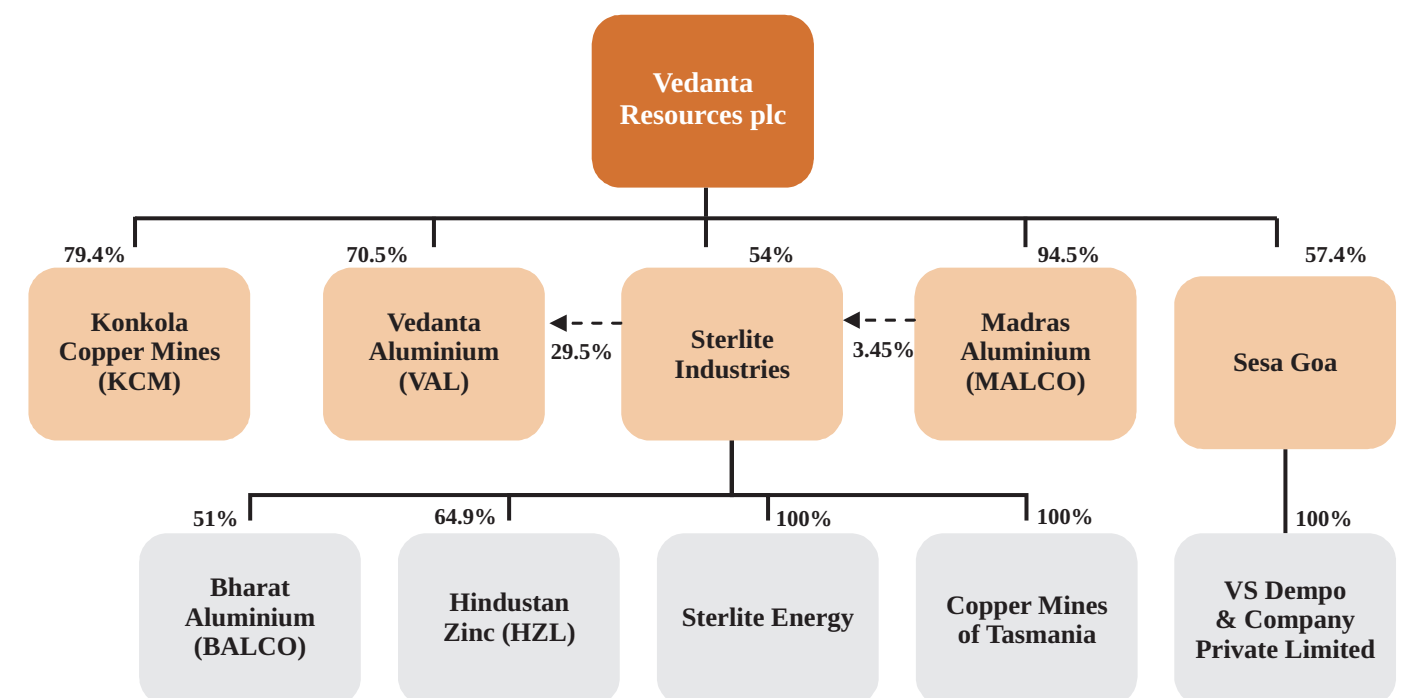 Vedanta
Resources plc
79.4%
70.5%
54%
94.5%
57.4%
Konkola
Copper Mines
(KCM)
Vedanta
Aluminium
(VAL)
29.5%
Sterlite
Industries
3.45%
Madras
Aluminium
(MALCO)
Sesa Goa
51%
64.9%
100%
100%
100%
Bharat
Aluminium
(BALCO)
Hindustan
Zinc (HZL)
Sterlite Energy
Copper Mines
of Tasmania
VS Dempo
& Company
Private Limited